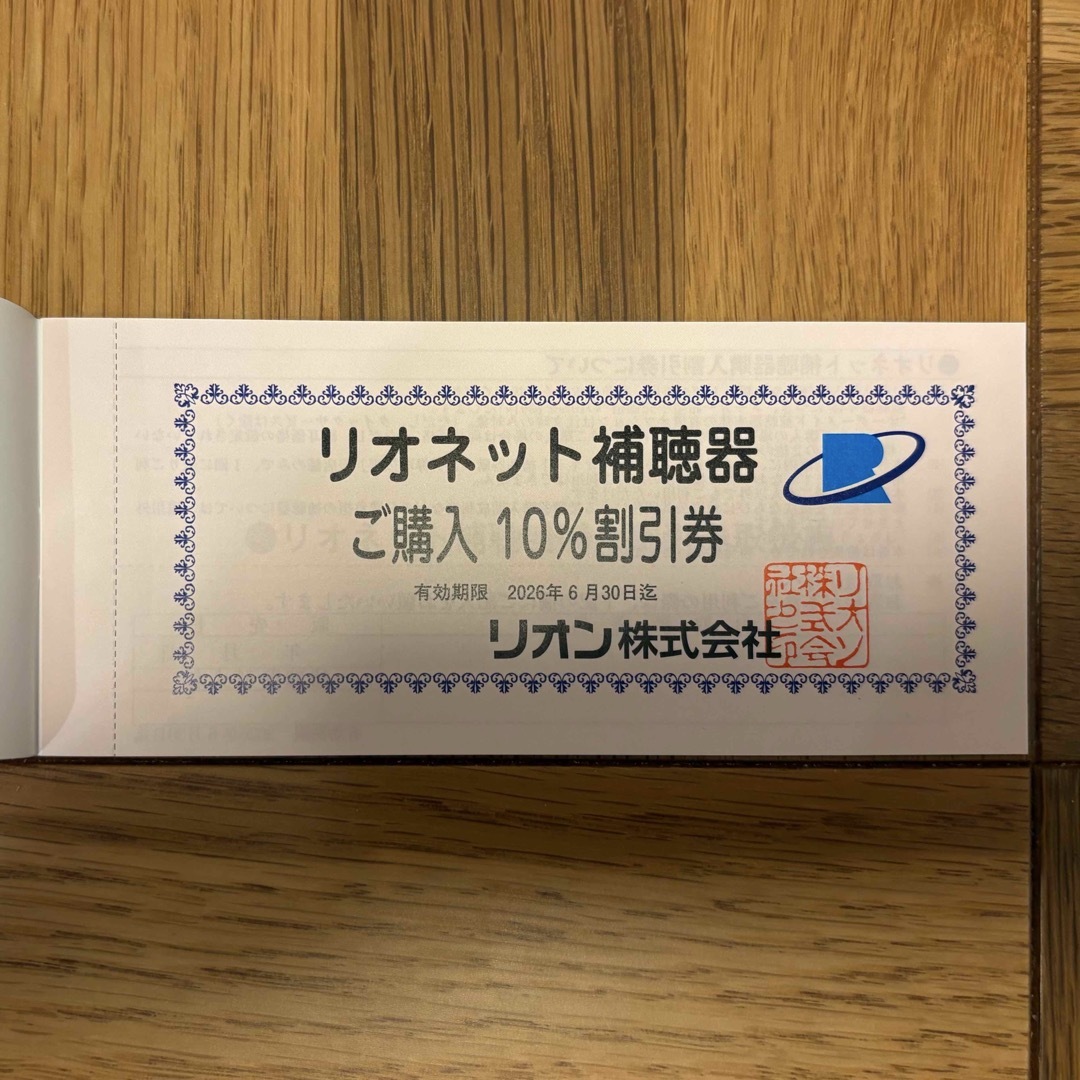 リオネット補聴器
ご購入 10%割引券
有効期限 2026年6月30日迄
リオン株式会社